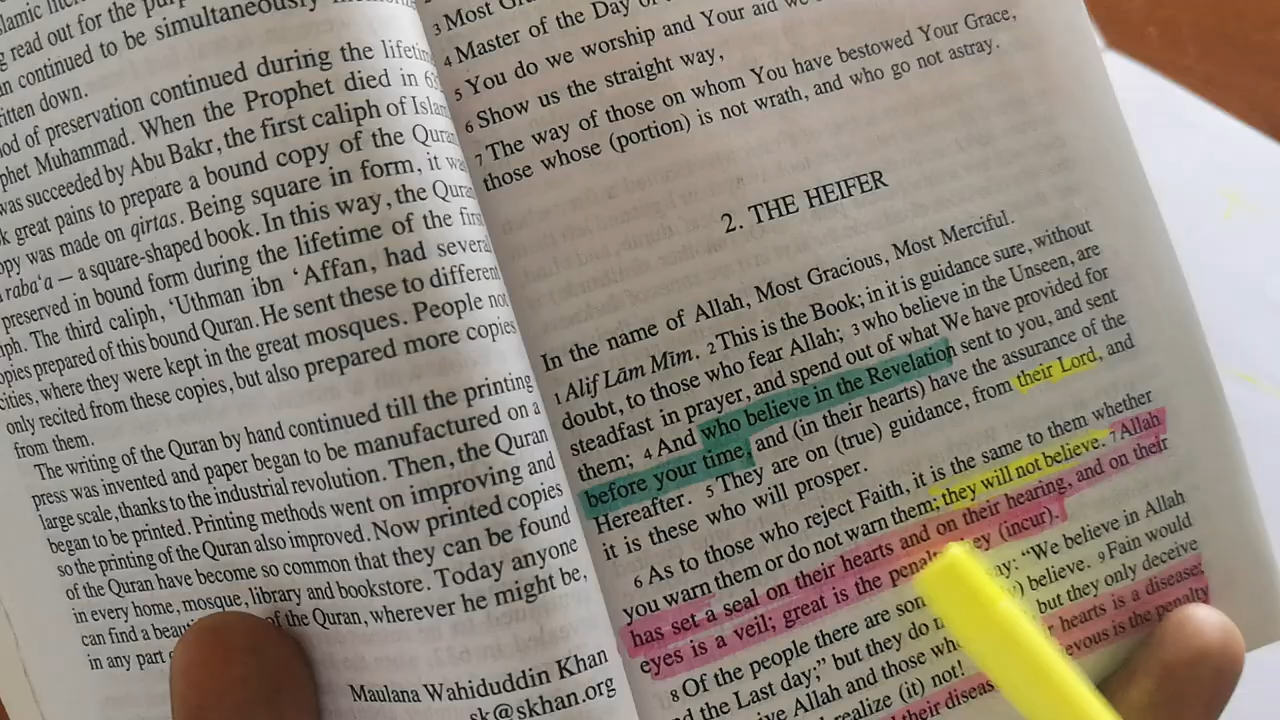 read out for the
n continued to be simultaneously
itten down.
od of preservation continued during the
phet Muhammad. When the Prophet died in
was succeeded by Abu Bakr, the first caliph of
k great pains to prepare a bound copy of the Quran
opy was made on qirtas. Being square in form, it
raba‘a — a square-shaped book. In this way, the Quran
preserved in bound form during the lifetime of the first
ph. The third caliph, ‘Uthman ibn ‘Affan, had several
opies prepared of this bound Quran. He sent these to different
cities, where they were kept in the great mosques. People not
only recited from these copies, but also prepared more copies
from them.
The writing of the Quran by hand continued till the printing
press was invented and paper began to be manufactured on a
large scale, thanks to the industrial revolution. Then, the Quran
began to be printed. Printing methods went on improving and
so the printing of the Quran also improved. Now printed copies
of the Quran have become so common that they can be found
in every home, mosque, library and bookstore. Today anyone
can find a of the Quran, wherever he might be,
in any part
Maulana Wahiduddin Khan
sk@skhan.org
3 Most
4 Master of the Day
5 You do we worship and Your aid
6 Show us the straight way,
7 The way of those on whom You have bestowed Your Grace,
those whose (portion) is not wrath, and who go not astray.
2. THE HEIFER
In the name of Allah, Most Gracious, Most Merciful.
1 Alif Lām Mīm. 2 This is the Book; in it is guidance sure, without
doubt, to those who fear Allah; 3 who believe in the Unseen, are
steadfast in prayer, and spend out of what We have provided for
them; 4 And who believe in the Revelation sent to you, and sent
before your time, and (in their hearts) have the assurance of the
Hereafter. 5 They are on (true) guidance, from their Lord, and
it is these who will prosper.
6 As to those who reject Faith, it is the same to them whether
you warn them or do not warn them; they will not believe. 7 Allah
has set a seal on their hearts and on their hearing, and on their
eyes is a veil; great is the (incur).
8 Of the people there are “We believe in Allah
and the Last day;” but they do believe. 9 Fain would
Allah and those but they only deceive
realize (it) not! hearts is a disease;
their is the penalty